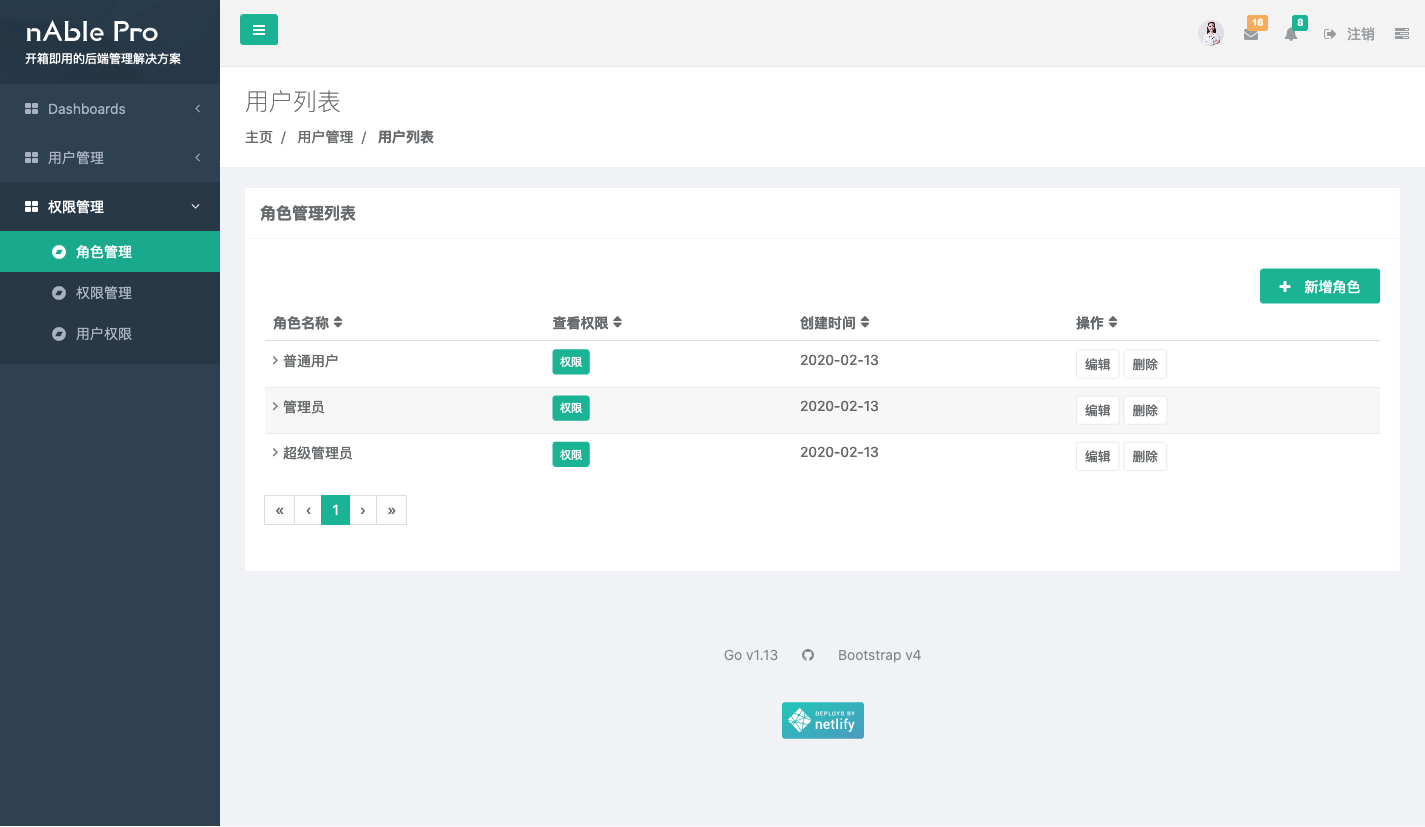 nAble Pro
开箱即用的后端管理解决方案
16
8
注销
Dashboards
用户管理
权限管理
角色管理
权限管理
用户权限
用户列表
主页 / 用户管理 / 用户列表
角色管理列表
新增角色
角色名称 查看权限 创建时间 操作
普通用户 权限 2020-02-13 编辑 删除
管理员 权限 2020-02-13 编辑 删除
超级管理员 权限 2020-02-13 编辑 删除
« ‹ 1 › »
Go v1.13 Bootstrap v4
DEPLOYS BY
netlify